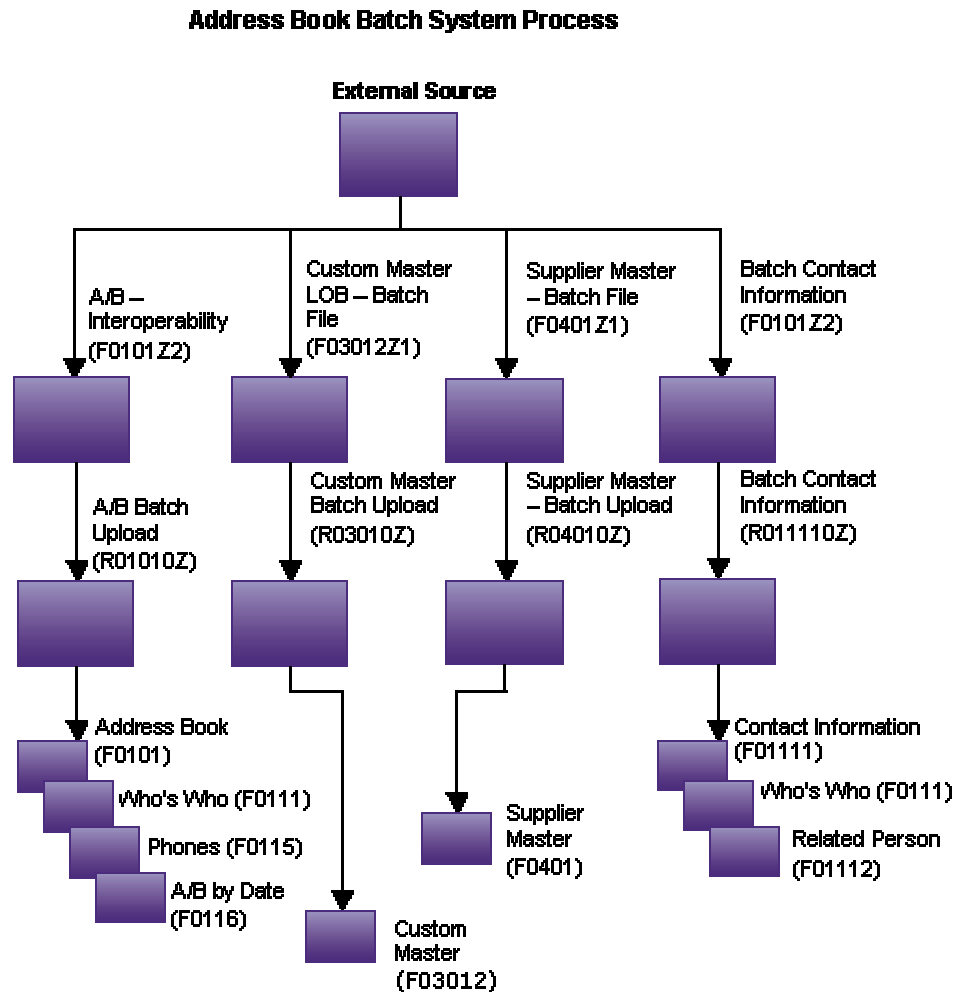 Address Book Batch System Process
External Source
A/B –
Interoperability
(F0101Z2)
Custom Master
LOB – Batch
File
(F03012Z1)
Supplier Master
– Batch File
(F0401Z1)
Batch Contact
Information
(F0101Z2)
A/B Batch
Upload
(R01010Z)
Custom Master
Batch Upload
(R03010Z)
Supplier Master
– Batch Upload
(R04010Z)
Batch Contact
Information
(R011110Z)
Address Book
(F0101)
Who's Who (F0111)
Phones (F0115)
A/B by Date
(F0116)
Custom
Master
(F03012)
Supplier
Master
(F0401)
Contact Information
(F01111)
Who's Who (F0111)
Related Person
(F01112)